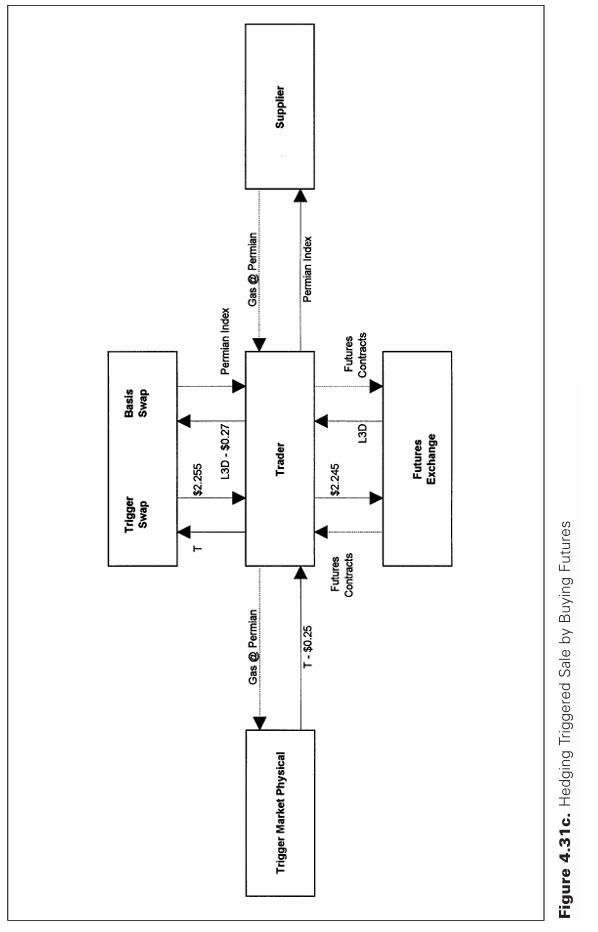 Trigger
Swap
Basis
Swap
T
$2.255
L3D - $0.27
Permian Index
Gas @ Permian
T - $0.25
Trigger Market Physical
Trader
Gas @ Permian
Permian Index
Supplier
Futures
Contracts
$2.245
L3D
Futures
Contracts
Futures
Exchange
Figure 4.31c. Hedging Triggered Sale by Buying Futures